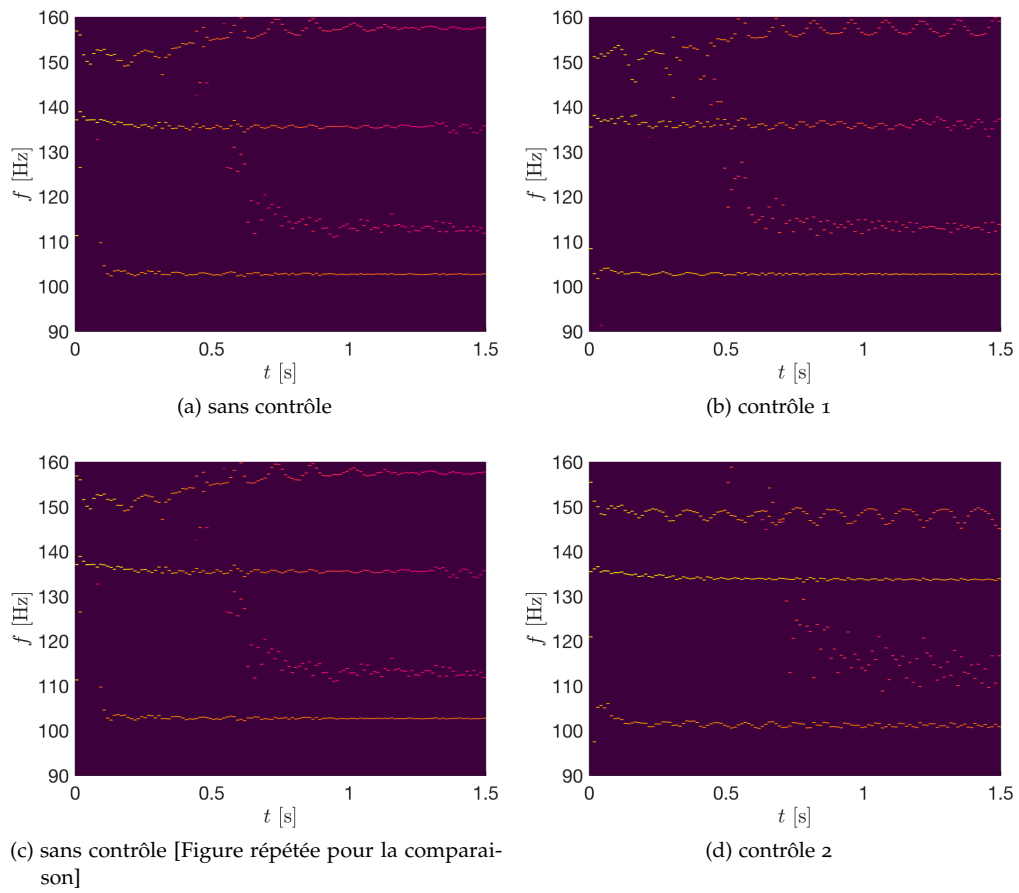 160
150
140
130
120
110
100
90
f [Hz]
0 0.5 1 1.5
t [s]
(a) sans contrôle
160
150
140
130
120
110
100
90
f [Hz]
0 0.5 1 1.5
t [s]
(b) contrôle 1
160
150
140
130
120
110
100
90
f [Hz]
0 0.5 1 1.5
t [s]
(c) sans contrôle [Figure répétée pour la comparai-
son]
160
150
140
130
120
110
100
90
f [Hz]
0 0.5 1 1.5
t [s]
(d) contrôle 2